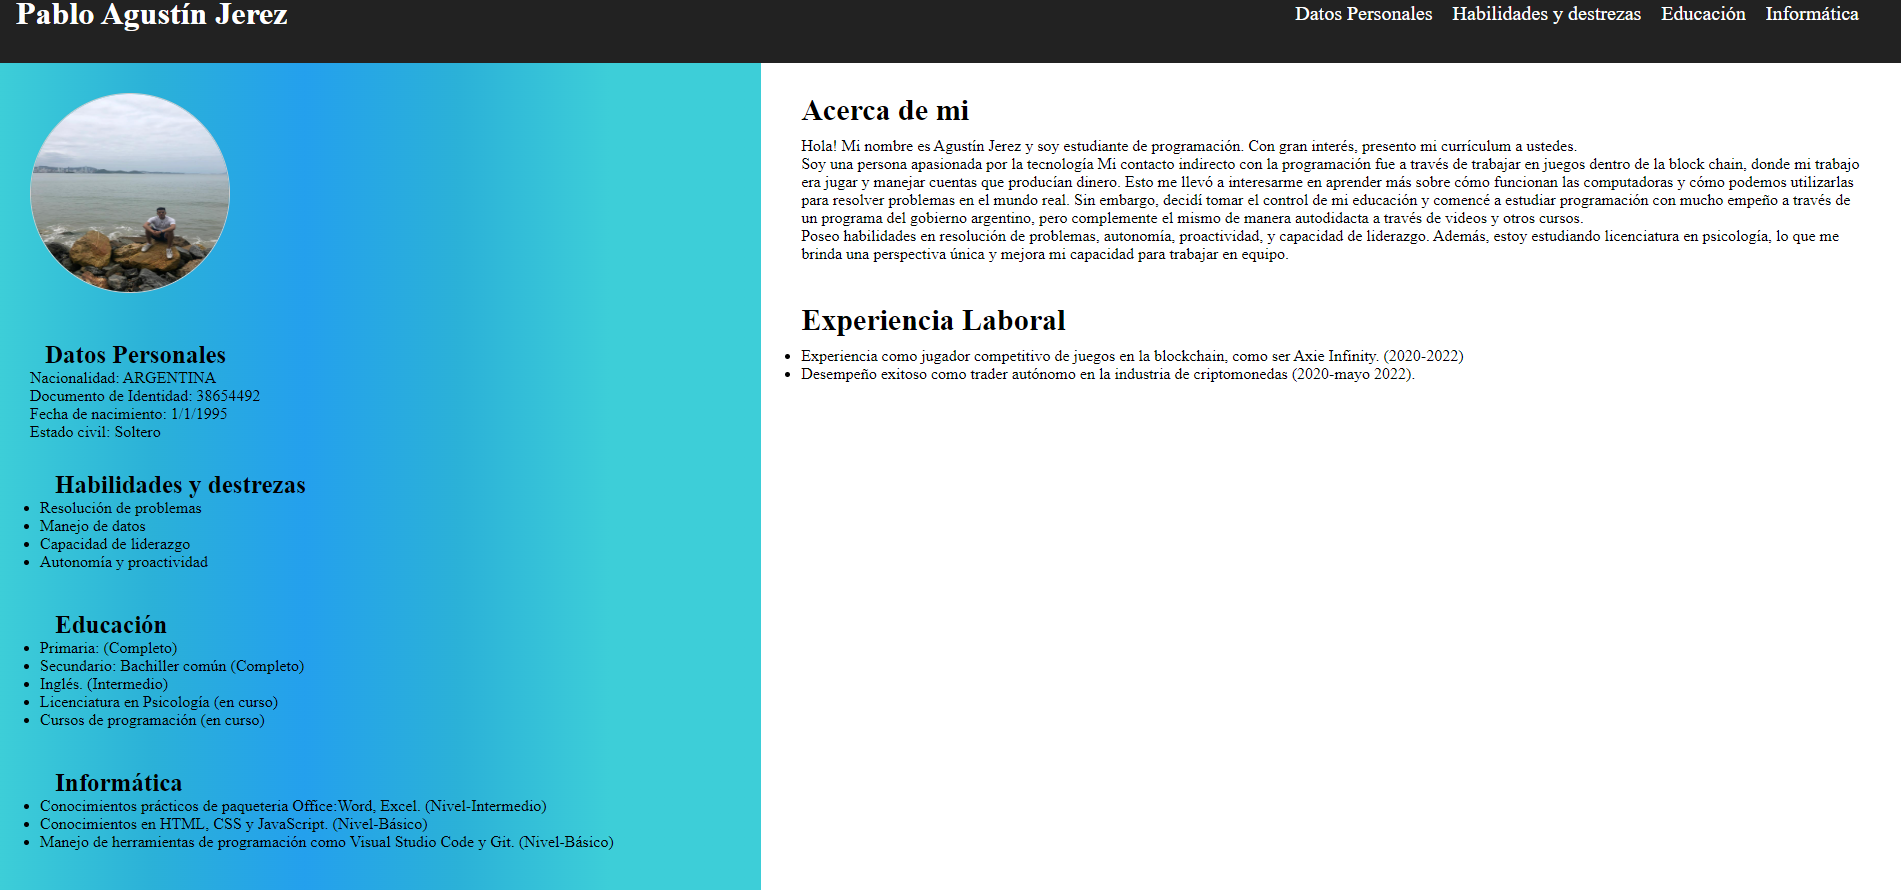 Pablo Agustín Jerez
Datos Personales Habilidades y destrezas Educación Informática
Datos Personales
Nacionalidad: ARGENTINA
Documento de Identidad: 38654492
Fecha de nacimiento: 1/1/1995
Estado civil: Soltero
Habilidades y destrezas
Resolución de problemas
Manejo de datos
Capacidad de liderazgo
Autonomía y proactividad
Educación
Primaria: (Completo)
Secundario: Bachiller común (Completo)
Inglés. (Intermedio)
Licenciatura en Psicología (en curso)
Cursos de programación (en curso)
Informática
Conocimientos prácticos de paqueteria Office:Word, Excel. (Nivel-Intermedio)
Conocimientos en HTML, CSS y JavaScript. (Nivel-Básico)
Manejo de herramientas de programación como Visual Studio Code y Git. (Nivel-Básico)
Acerca de mi
Hola! Mi nombre es Agustín Jerez y soy estudiante de programación. Con gran interés, presento mi currículum a ustedes.
Soy una persona apasionada por la tecnología Mi contacto indirecto con la programación fue a través de trabajar en juegos dentro de la block chain, donde mi trabajo
era jugar y manejar cuentas que producían dinero. Esto me llevó a interesarme en aprender más sobre cómo funcionan las computadoras y cómo podemos utilizarlas
para resolver problemas en el mundo real. Sin embargo, decidí tomar el control de mi educación y comencé a estudiar programación con mucho empeño a través de
un programa del gobierno argentino, pero complemente el mismo de manera autodidacta a través de videos y otros cursos.
Poseo habilidades en resolución de problemas, autonomía, proactividad, y capacidad de liderazgo. Además, estoy estudiando licenciatura en psicología, lo que me
brinda una perspectiva única y mejora mi capacidad para trabajar en equipo.
Experiencia Laboral
Experiencia como jugador competitivo de juegos en la blockchain, como ser Axie Infinity. (2020-2022)
Desempeño exitoso como trader autónomo en la industria de criptomonedas (2020-mayo 2022).